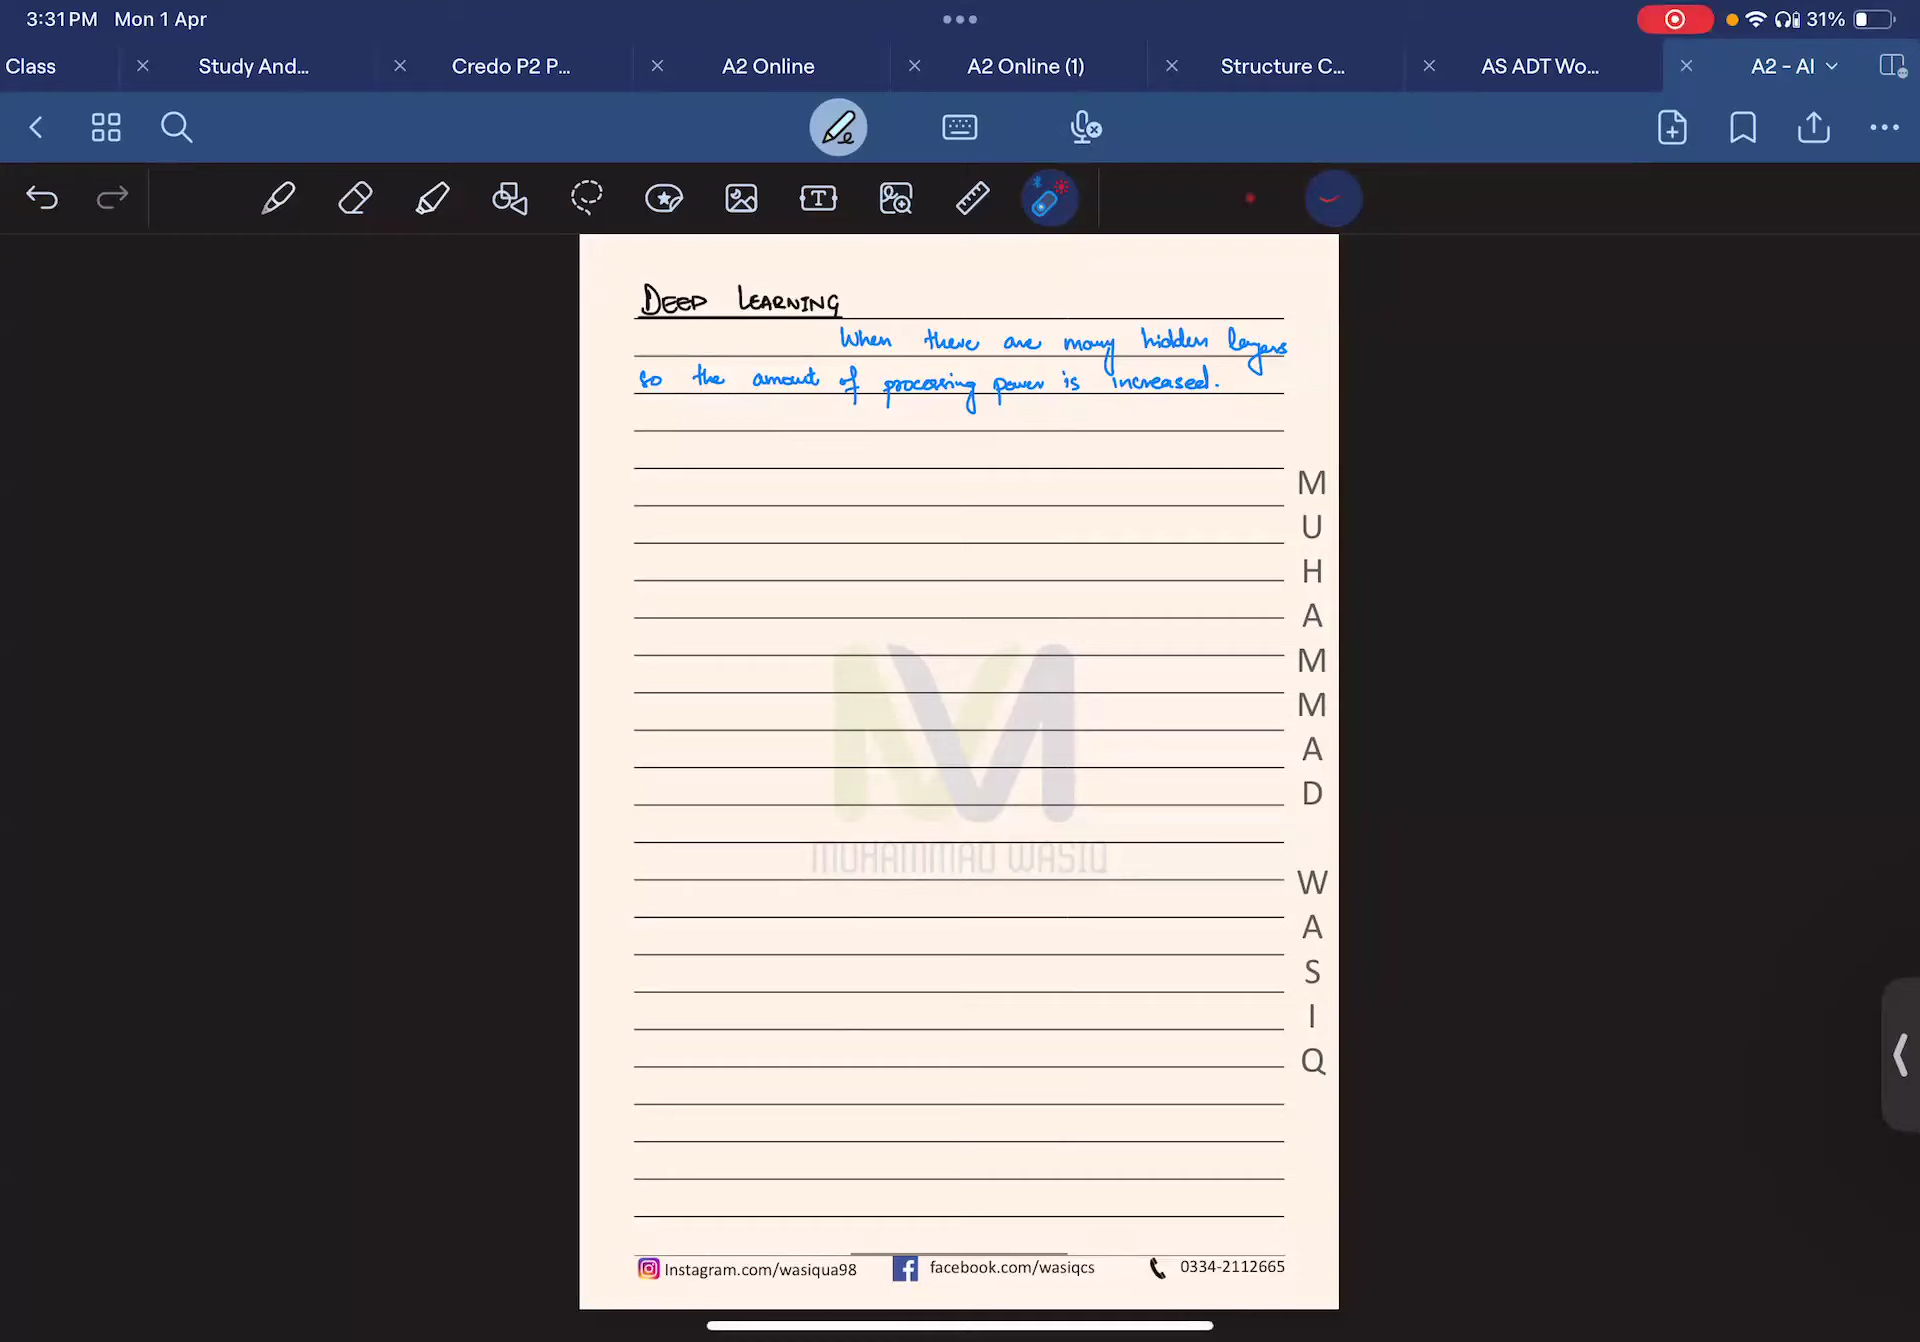 3:31 PM Mon 1 Apr
31%
Class
Study And...
Credo P2 P...
A2 Online
A2 Online (1)
Structure C...
AS ADT Wo...
A2 - AI
DEEP LEARNING
When there are many hidden layers
so the amount of processing power is increased.
MUHAMMAD WASIQ
MUHAMMAD WASIQ
Instagram.com/wasiqua98
facebook.com/wasiqcs
0334-2112665